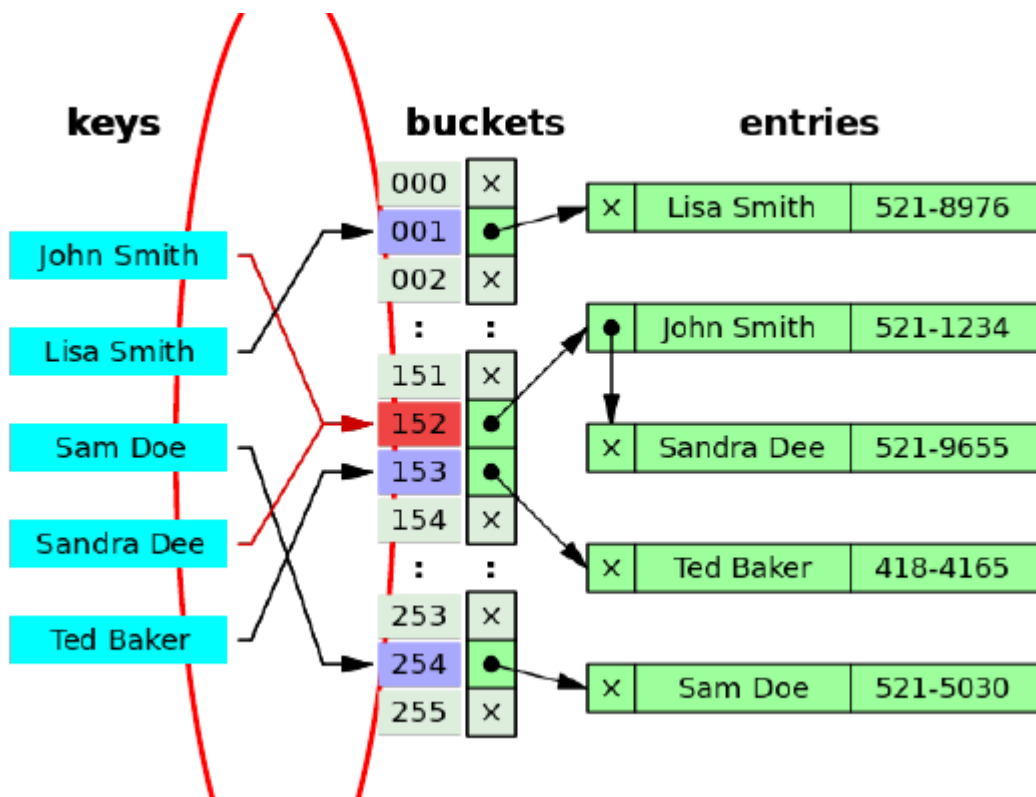 keys
buckets
entries
John Smith
Lisa Smith
Sam Doe
Sandra Dee
Ted Baker
000 ×
001
002 ×
: :
151 ×
152
153
154 ×
: :
253 ×
254
255 ×
× Lisa Smith 521-8976
John Smith 521-1234
× Sandra Dee 521-9655
× Ted Baker 418-4165
× Sam Doe 521-5030